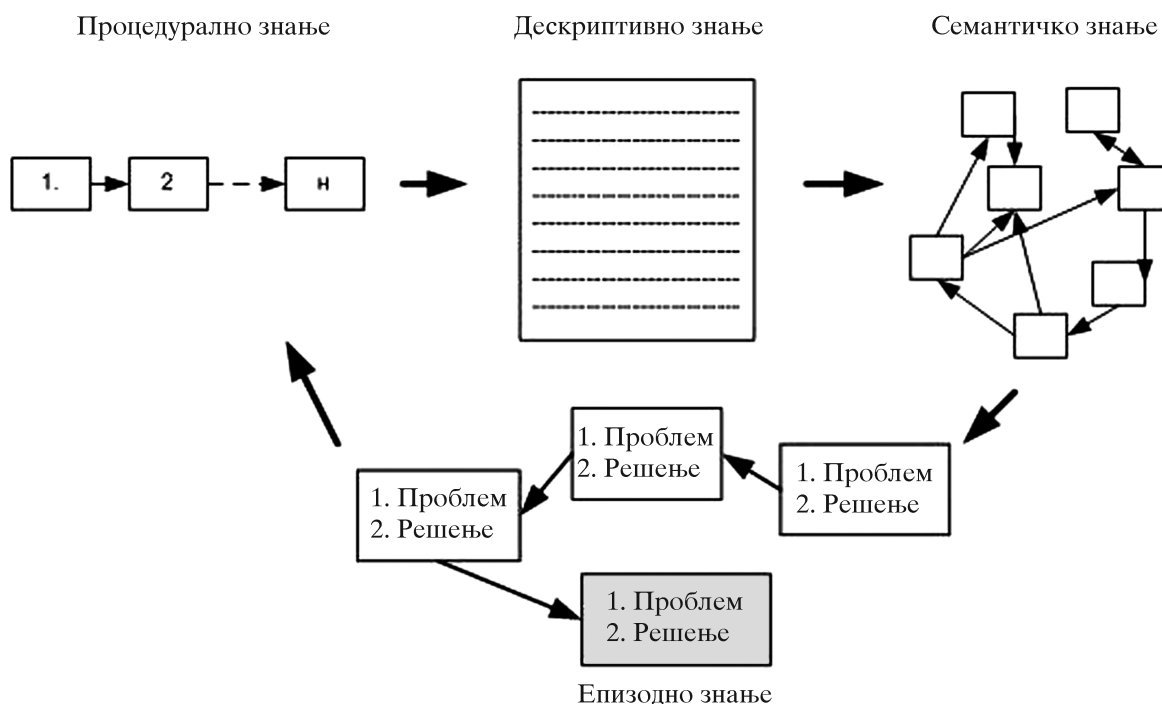 Процедурално знање
Дескриптивно знање
Семантичко знање
1.
2
н
1. Проблем
2. Решење
1. Проблем
2. Решење
1. Проблем
2. Решење
1. Проблем
2. Решење
Епизодно знање